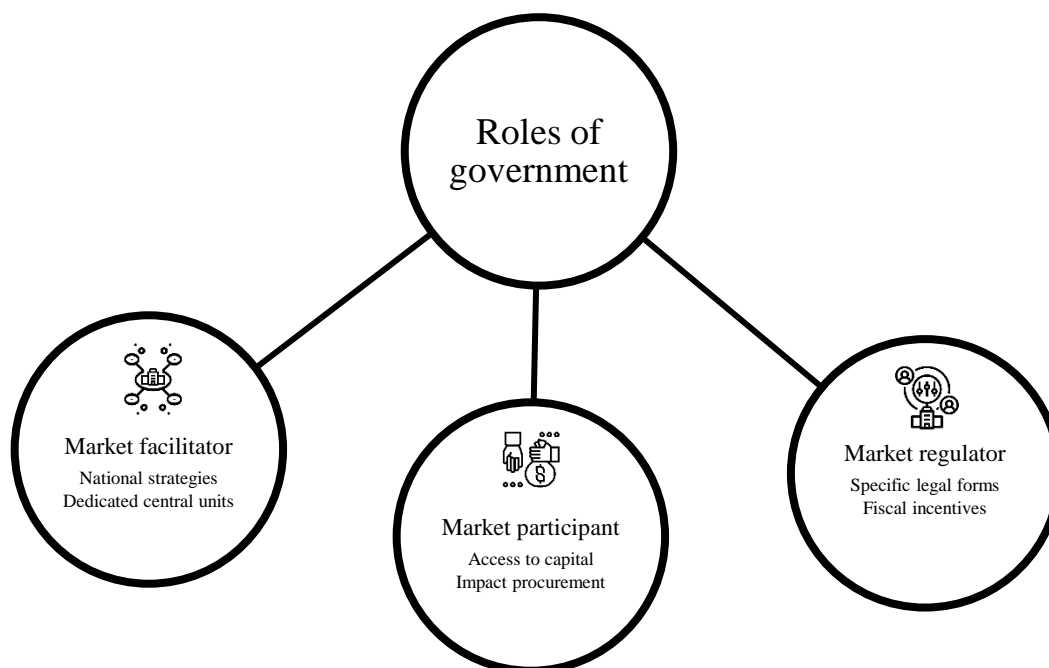 Roles of
government
Market facilitator
National strategies
Dedicated central units
$
Market participant
Access to capital
Impact procurement
Market regulator
Specific legal forms
Fiscal incentives